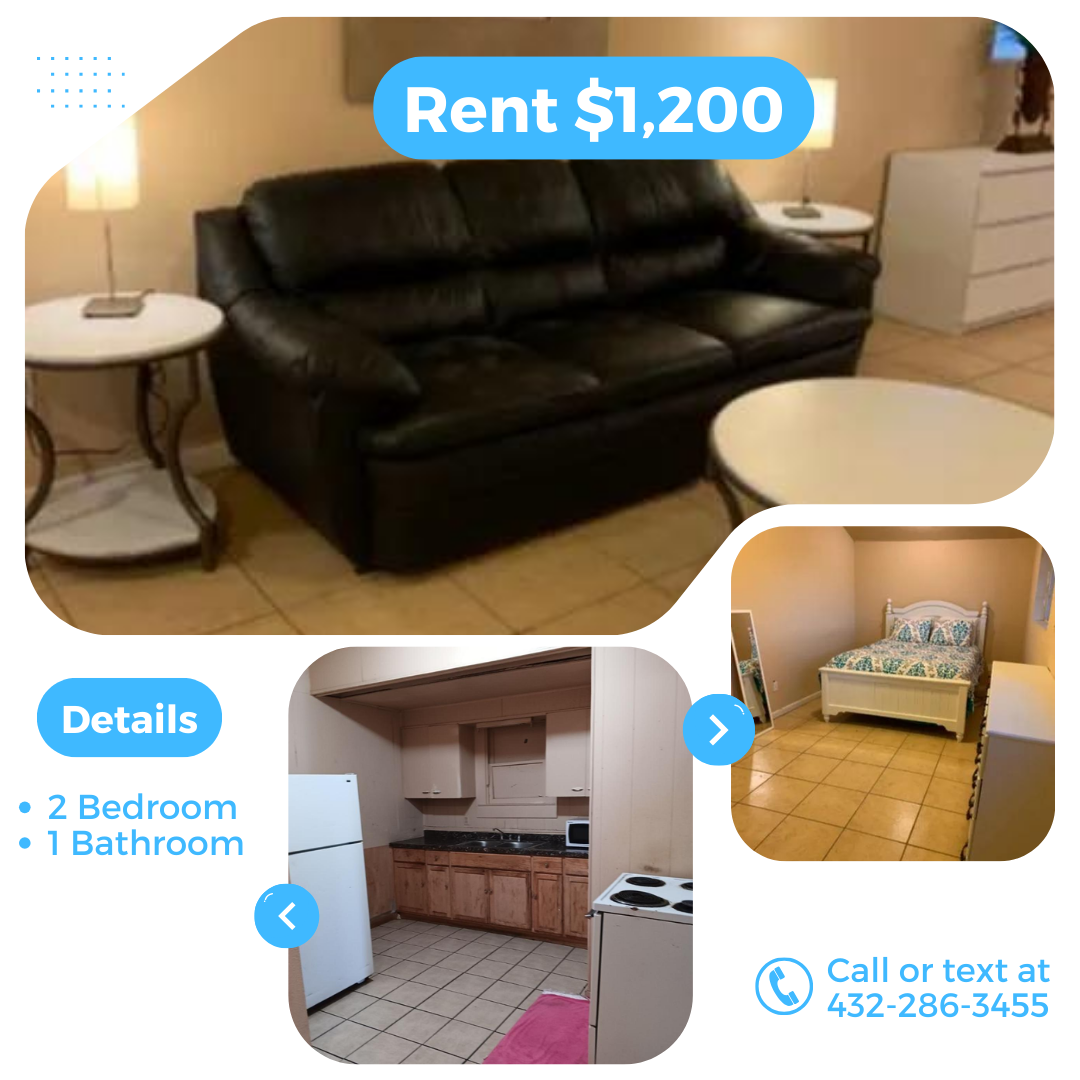 Rent $1,200
Details
2 Bedroom
1 Bathroom
Call or text at
432-286-3455